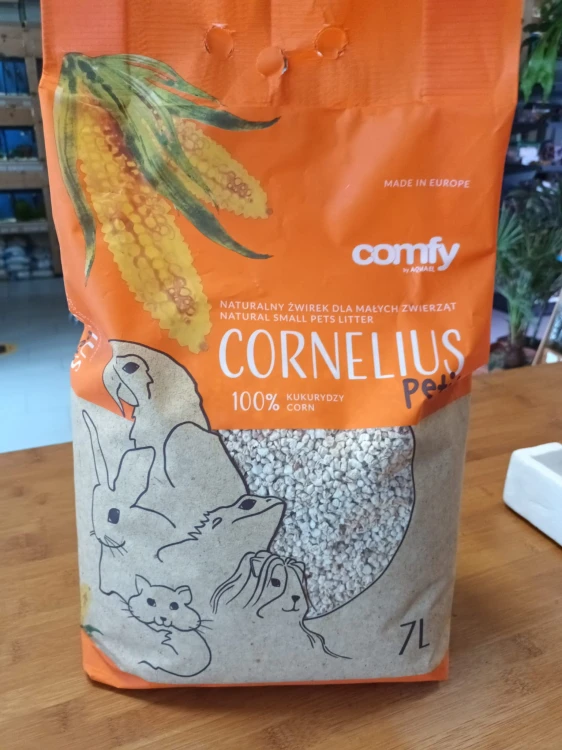 MADE IN EUROPE
comfy
by AQUAEL
NATURALNY ŻWIREK DLA MAŁYCH ZWIERZĄT
NATURAL SMALL PETS LITTER
CORNELIUS
Pet's
100% KUKURYDZY
CORN
7L